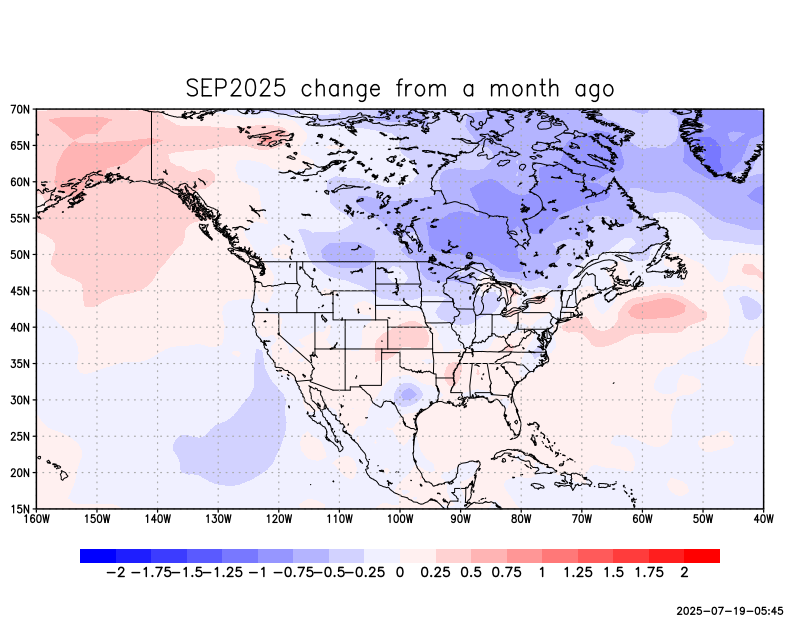 SEP2025 change from a month ago
70N
65N
60N
55N
50N
45N
40N
35N
30N
25N
20N
15N
160W 150W 140W 130W 120W 110W 100W 90W 80W 70W 60W 50W 40W
−2 −1.75 −1.5 −1.25 −1 −0.75 −0.5 −0.25 0 0.25 0.5 0.75 1 1.25 1.5 1.75 2
2025-07-19-05:45